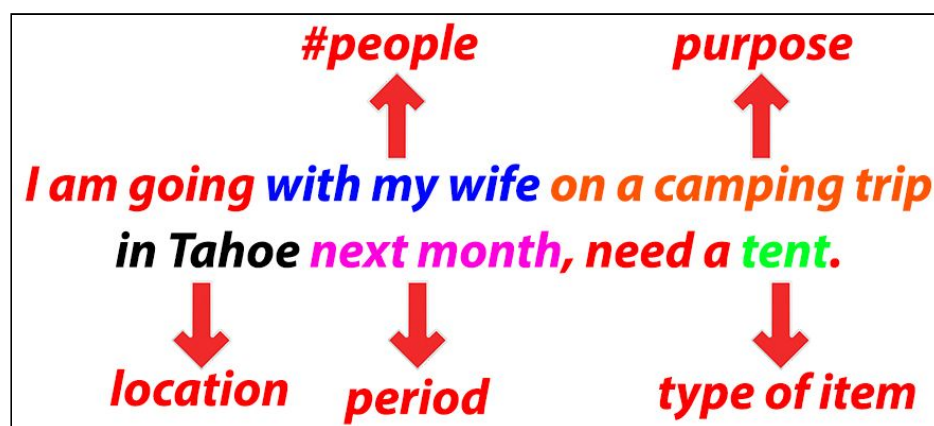 #people purpose
I am going with my wife on a camping trip
in Tahoe next month, need a tent.
location period type of item